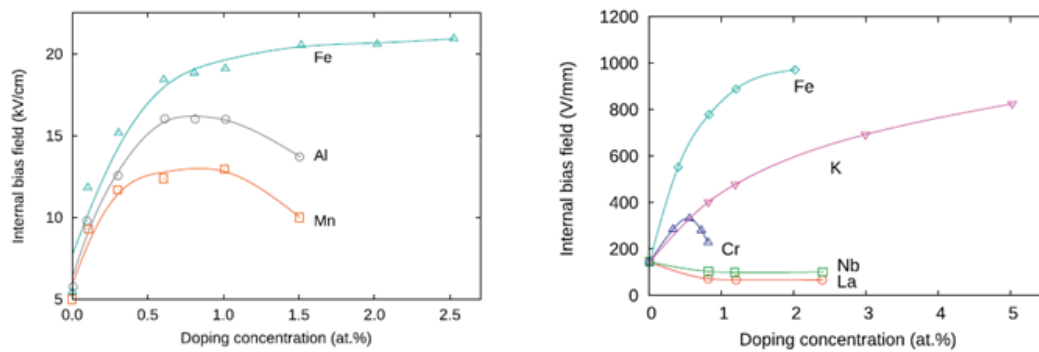 Internal bias field (kV/cm)
20
15
10
5
Fe
Al
Mn
0.0 0.5 1.0 1.5 2.0 2.5
Doping concentration (at.%)
Internal bias field (V/mm)
1200
1000
800
600
400
200
0
Fe
K
Cr
Nb
La
0 1 2 3 4 5
Doping concentration (at.%)